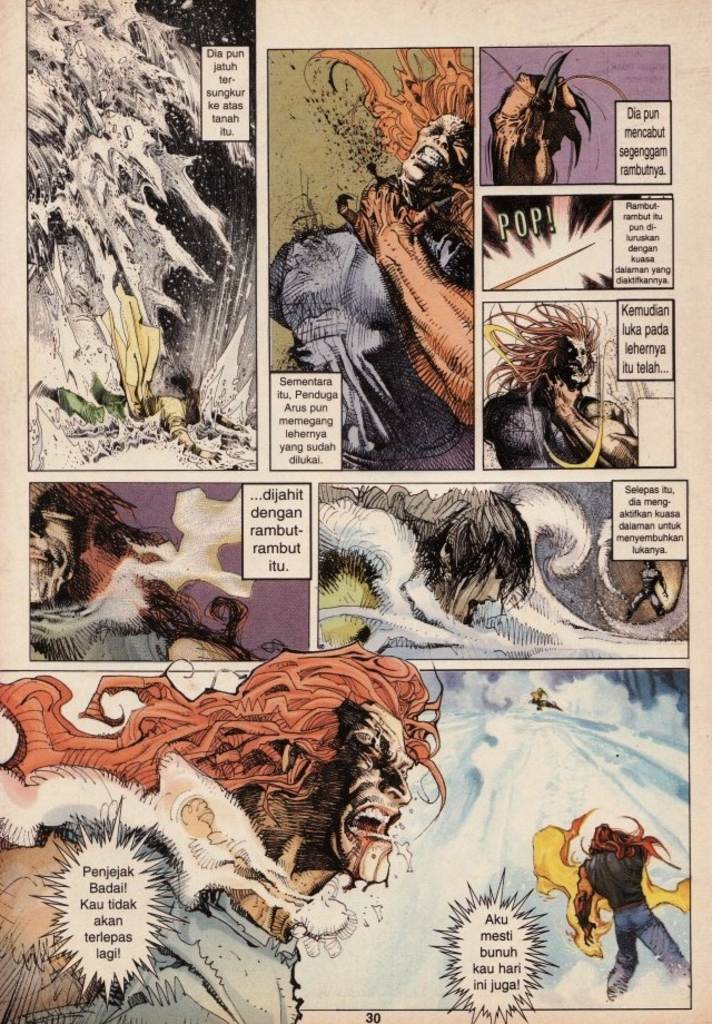 Dia pun
jatuh
ter-
sungkur
ke atas
tanah
itu.
Sementara
itu, Penduga
Arus pun
memegang
lehernya
yang sudah
dilukai.
Dia pun
mencabut
segenggam
rambutnya.
POP!
Rambut-
rambut itu
pun di-
luruskan
dengan
kuasa
dalaman yang
diaktifkannya.
Kemudian
luka pada
lehernya
itu telah...
...dijahit
dengan
rambut-
rambut
itu.
Selepas itu,
dia meng-
aktifkan kuasa
dalaman untuk
menyembuhkan
lukanya.
Penjejak
Badai!
Kau tidak
akan
terlepas
lagi!
Aku
mesti
bunuh
kau hari
ini juga!
30